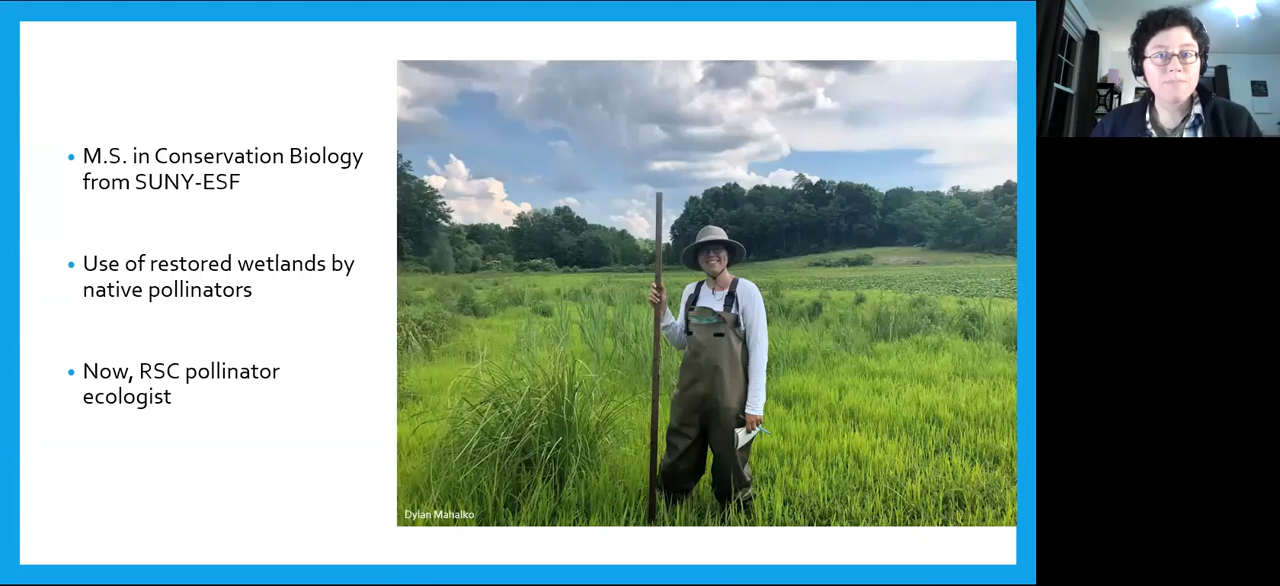 M.S. in Conservation Biology
from SUNY-ESF
Use of restored wetlands by
native pollinators
Now, RSC pollinator
ecologist
Dylan Mahalko